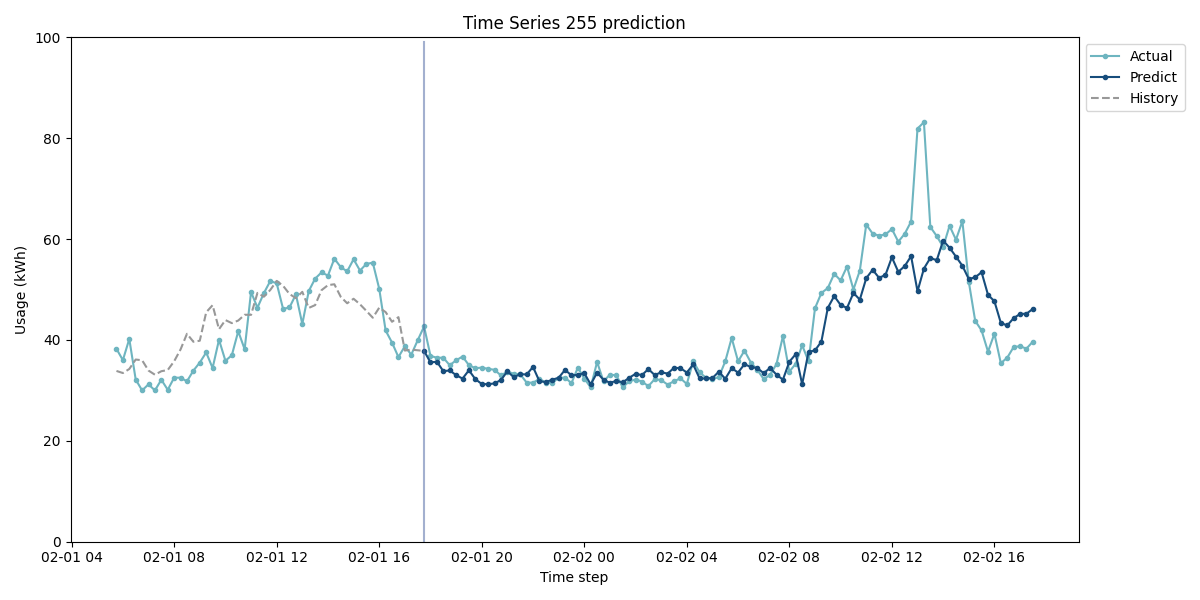 Time Series 255 prediction
100
80
60
40
20
0
Usage (kWh)
02-01 04
02-01 08
02-01 12
02-01 16
02-01 20
02-02 00
02-02 04
02-02 08
02-02 12
02-02 16
Time step
Actual
Predict
History